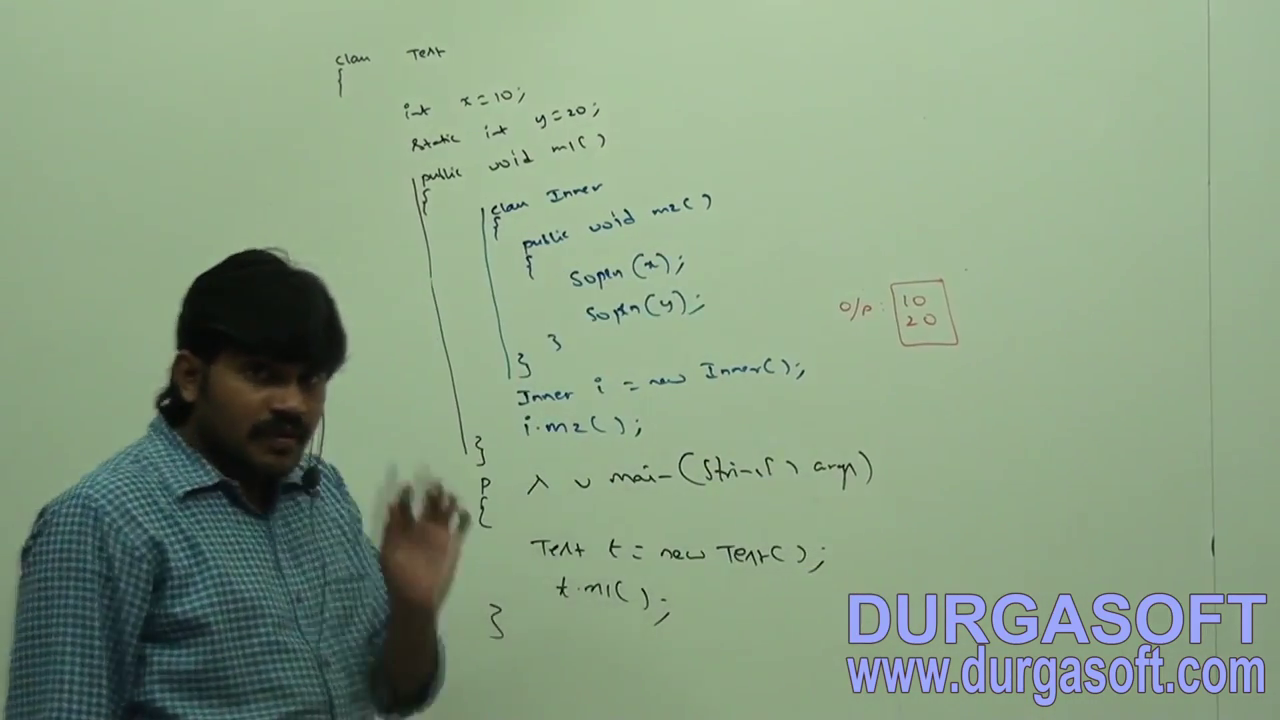 class Test
{
int x=10;
static int y=20;
public void m1( )
{
class Inner
{
public void m2( )
{
Sopln (x);
Sopln (y);
}
}
Inner i = new Inner( );
i.m2( );
}
P s v main(String[ ] args)
{
Test t = new Test( );
t.m1( );
}
O/P : 10
20
DURGASOFT
www.durgasoft.com